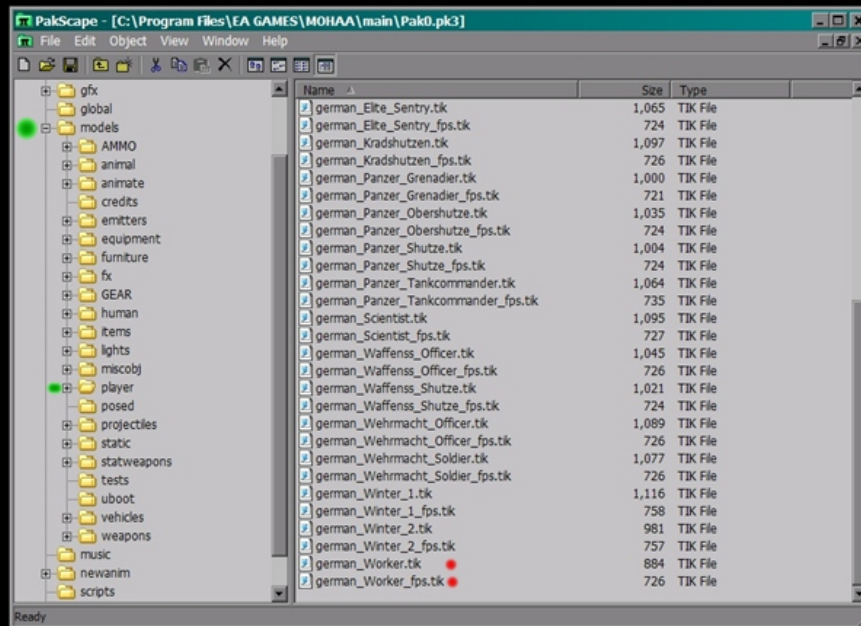 PakScape - [C:\Program Files\EA GAMES\MOHAA\main\Pak0.pk3]
File Edit Object View Window Help
gfx
global
models
AMMO
animal
animate
credits
emitters
equipment
furniture
fx
GEAR
human
items
lights
miscobj
player
posed
projectiles
static
statweapons
tests
uboot
vehicles
weapons
music
newanim
scripts
Name Size Type
german_Elite_Sentry.tik 1,065 TIK File
german_Elite_Sentry_fps.tik 724 TIK File
german_Kradshutzen.tik 1,097 TIK File
german_Kradshutzen_fps.tik 726 TIK File
german_Panzer_Grenadier.tik 1,000 TIK File
german_Panzer_Grenadier_fps.tik 721 TIK File
german_Panzer_Obershutze.tik 1,035 TIK File
german_Panzer_Obershutze_fps.tik 724 TIK File
german_Panzer_Shutze.tik 1,004 TIK File
german_Panzer_Shutze_fps.tik 724 TIK File
german_Panzer_Tankcommander.tik 1,064 TIK File
german_Panzer_Tankcommander_fps.tik 735 TIK File
german_Scientist.tik 1,095 TIK File
german_Scientist_fps.tik 727 TIK File
german_Waffenss_Officer.tik 1,045 TIK File
german_Waffenss_Officer_fps.tik 726 TIK File
german_Waffenss_Shutze.tik 1,021 TIK File
german_Waffenss_Shutze_fps.tik 724 TIK File
german_Wehrmacht_Officer.tik 1,089 TIK File
german_Wehrmacht_Officer_fps.tik 726 TIK File
german_Wehrmacht_Soldier.tik 1,077 TIK File
german_Wehrmacht_Soldier_fps.tik 726 TIK File
german_Winter_1.tik 1,116 TIK File
german_Winter_1_fps.tik 758 TIK File
german_Winter_2.tik 981 TIK File
german_Winter_2_fps.tik 757 TIK File
german_Worker.tik 884 TIK File
german_Worker_fps.tik 726 TIK File
Ready